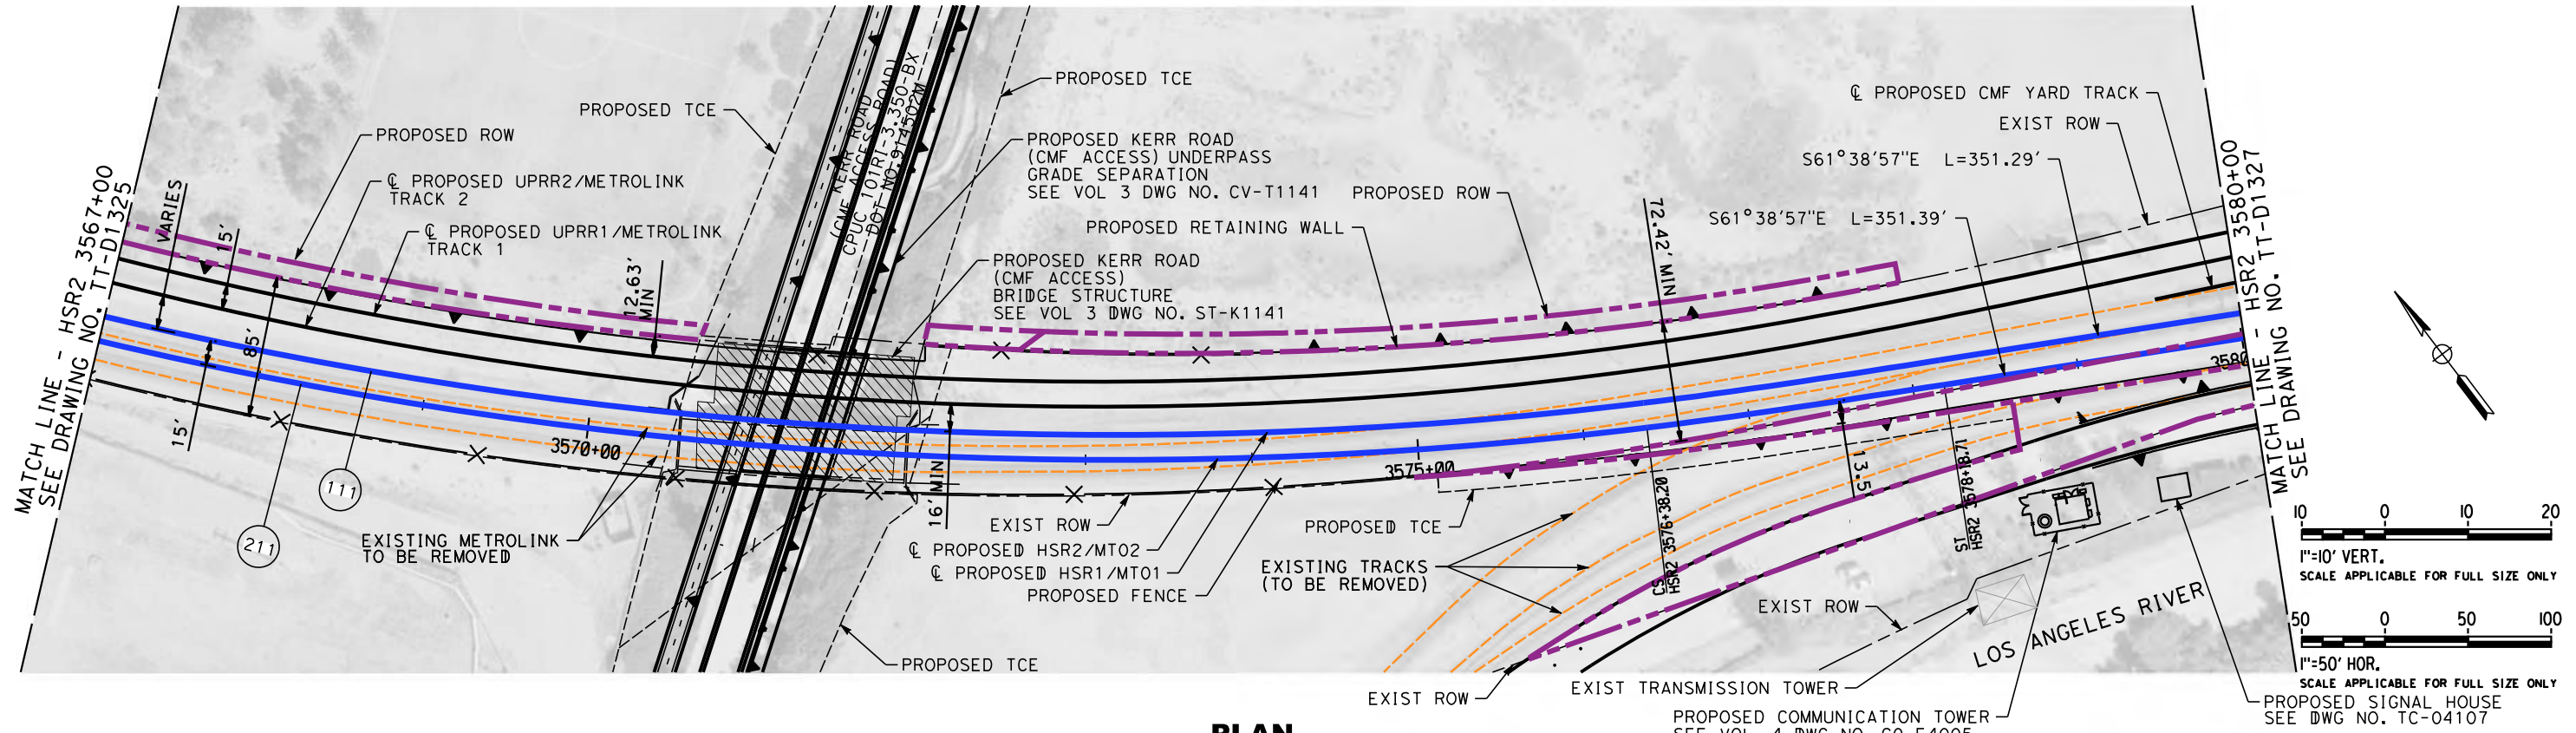 MATCH LINE - HSR2 3567+00
SEE DRAWING NO. TT-D1325
VARIES
15'
85'
15'
PROPOSED ROW
℄ PROPOSED UPRR2/METROLINK
TRACK 2
℄ PROPOSED UPRR1/METROLINK
TRACK 1
PROPOSED TCE
12.63'
MIN
(CMF KERR ROAD)
(CMF ACCESS ROAD)
CPUC 101RI-3.350-BX
DOT NO.
PROPOSED TCE
PROPOSED KERR ROAD
(CMF ACCESS) UNDERPASS
GRADE SEPARATION
SEE VOL 3 DWG NO. CV-T1141
PROPOSED ROW
PROPOSED RETAINING WALL
PROPOSED KERR ROAD
(CMF ACCESS)
BRIDGE STRUCTURE
SEE VOL 3 DWG NO. ST-K1141
72.42' MIN
℄ PROPOSED CMF YARD TRACK
EXIST ROW
S61°38'57"E L=351.29'
S61°38'57"E L=351.39'
MATCH LINE - HSR2 3580+00
SEE DRAWING NO. TT-D1327
3570+00
3575+00
3580
111
211
EXISTING METROLINK
TO BE REMOVED
16' MIN
EXIST ROW
℄ PROPOSED HSR2/MT02
℄ PROPOSED HSR1/MT01
PROPOSED FENCE
PROPOSED TCE
PROPOSED TCE
EXISTING TRACKS
(TO BE REMOVED)
CS
HSR2 3576+38.20
13.5'
ST
HSR2 3578+18.71
EXIST ROW
LOS ANGELES RIVER
EXIST ROW
EXIST TRANSMISSION TOWER
PROPOSED COMMUNICATION TOWER
SEE VOL. 4 DWG NO.
PROPOSED SIGNAL HOUSE
SEE DWG NO. TC-04107
10 0 10 20
1"=10' VERT.
SCALE APPLICABLE FOR FULL SIZE ONLY
50 0 50 100
1"=50' HOR.
SCALE APPLICABLE FOR FULL SIZE ONLY
PLAN